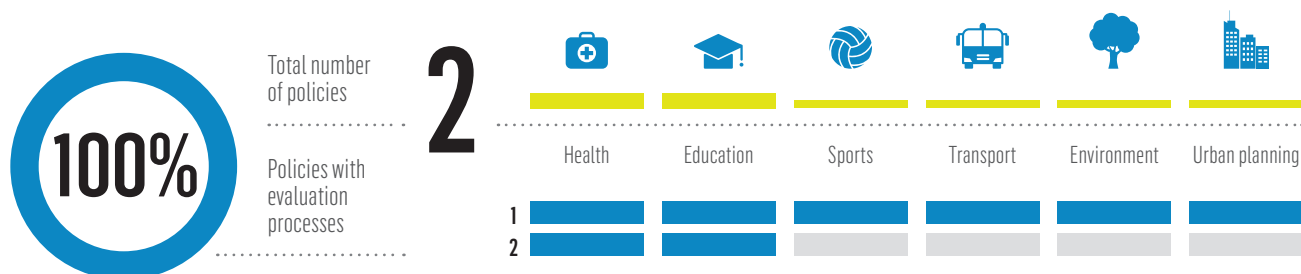 100%
Total number
of policies
Policies with
evaluation
processes
2
Health
Education
Sports
Transport
Environment
Urban planning
1
2